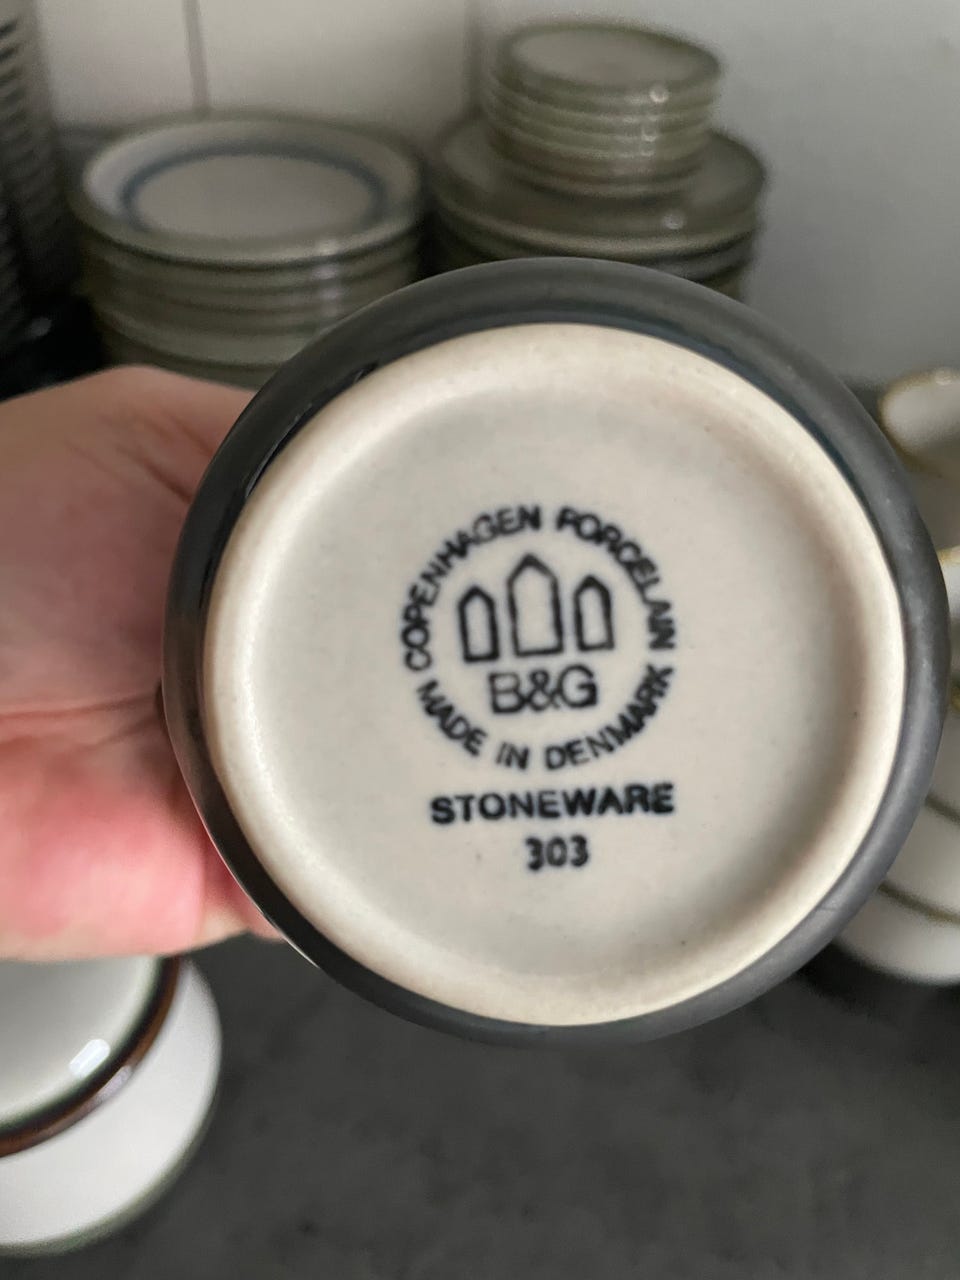 COPENHAGEN PORCELAIN
B&G
MADE IN DENMARK
STONEWARE
303